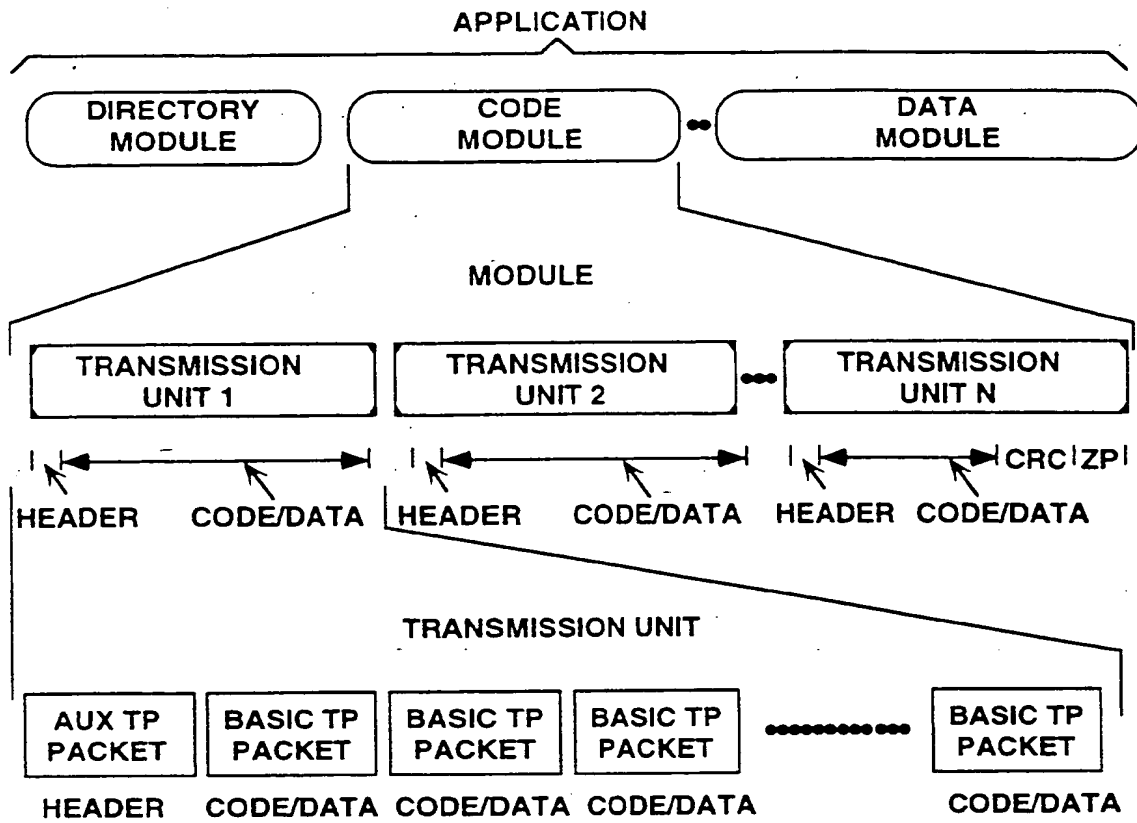 APPLICATION
DIRECTORY
MODULE
CODE
MODULE
DATA
MODULE
MODULE
TRANSMISSION
UNIT 1
TRANSMISSION
UNIT 2
TRANSMISSION
UNIT N
CRC ZP
HEADER
CODE/DATA
HEADER
CODE/DATA
HEADER
CODE/DATA
TRANSMISSION UNIT
AUX TP
PACKET
BASIC TP
PACKET
BASIC TP
PACKET
BASIC TP
PACKET
BASIC TP
PACKET
HEADER
CODE/DATA
CODE/DATA
CODE/DATA
CODE/DATA